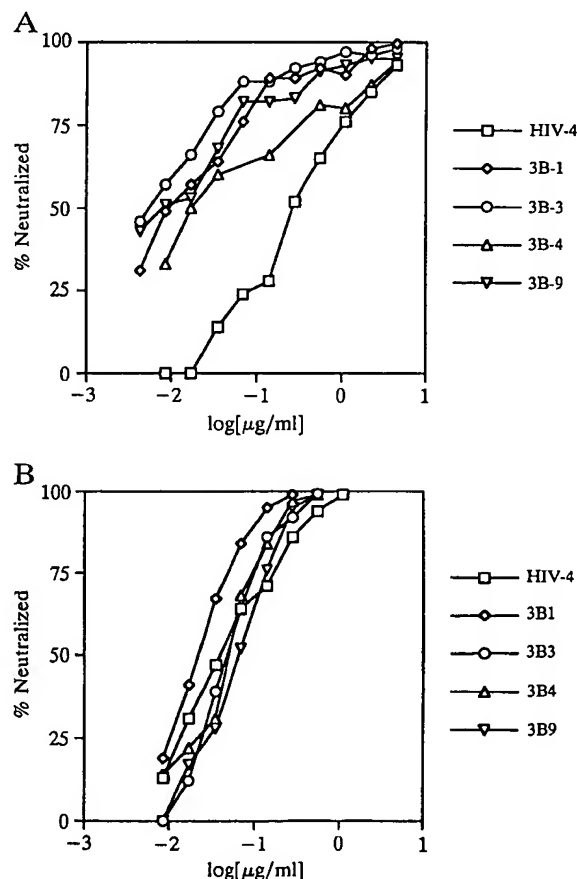 A
100
75
50
25
0
% Neutralized
−3
−2
−1
0
1
log[μg/ml]
HIV-4
3B-1
3B-3
3B-4
3B-9
B
100
75
50
25
0
% Neutralized
−3
−2
−1
0
1
log[μg/ml]
HIV-4
3B1
3B3
3B4
3B9